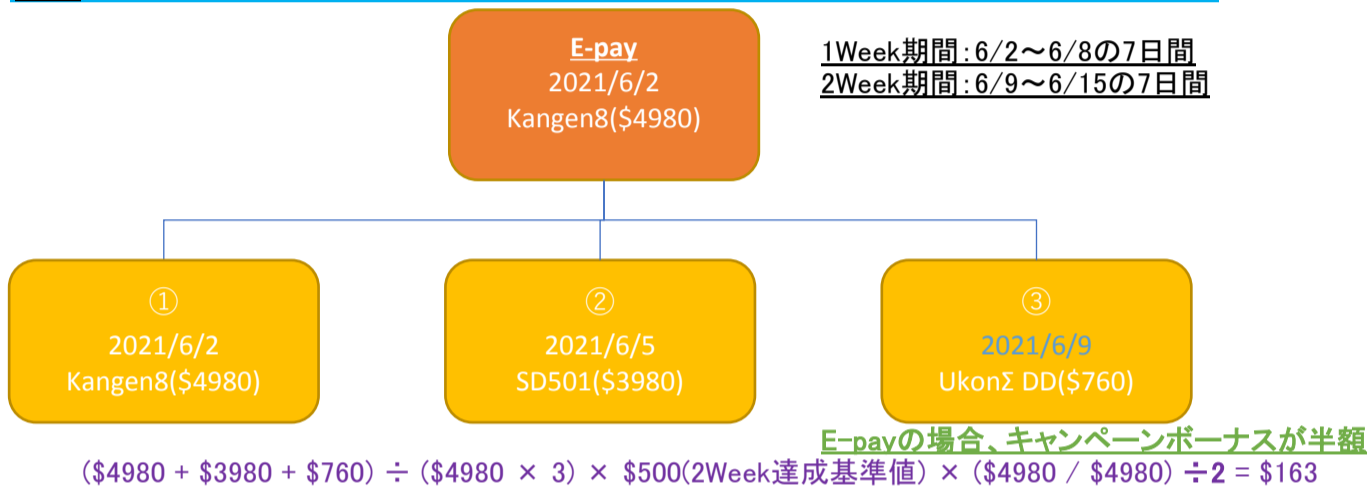 E-pay
2021/6/2
Kangen8($4980)
1Week期間:6/2～6/8の7日間
2Week期間:6/9～6/15の7日間
①
2021/6/2
Kangen8($4980)
②
2021/6/5
SD501($3980)
③
2021/6/9
UkonΣ DD($760)
E-payの場合、キャンペーンボーナスが半額
($4980 + $3980 + $760) ÷ ($4980 × 3) × $500(2Week達成基準値) × ($4980 / $4980) ÷2 = $163